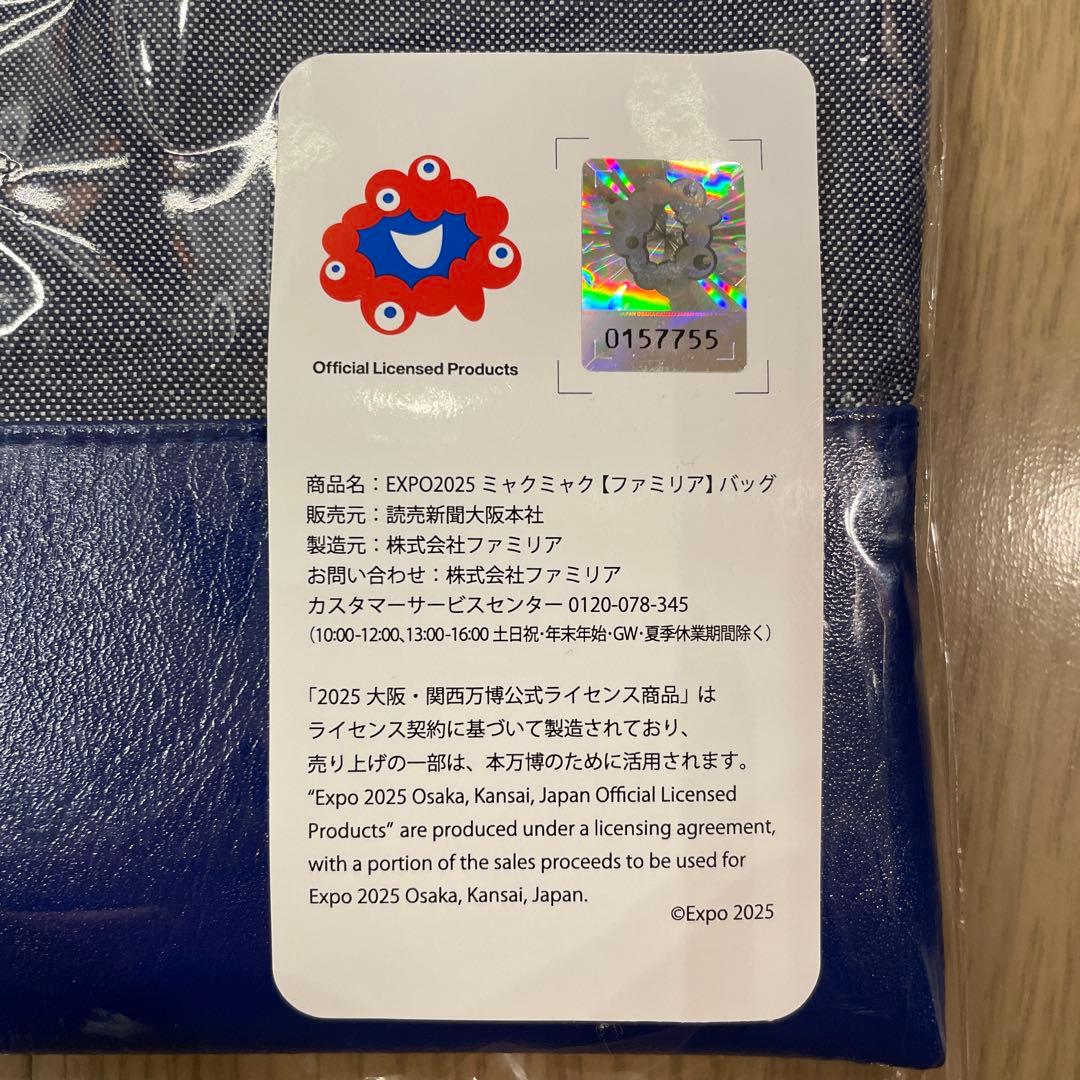 Official Licensed Products
0157755
商品名：EXPO2025 ミャクミャク【ファミリア】バッグ
販売元：読売新聞大阪本社
製造元：株式会社ファミリア
お問い合わせ：株式会社ファミリア
カスタマーサービスセンター 0120-078-345
（10:00-12:00、13:00-16:00 土日祝・年末年始・GW・夏季休業期間除く）
「2025 大阪・関西万博公式ライセンス商品」は
ライセンス契約に基づいて製造されており、
売り上げの一部は、本万博のために活用されます。
“Expo 2025 Osaka, Kansai, Japan Official Licensed
Products” are produced under a licensing agreement,
with a portion of the sales proceeds to be used for
Expo 2025 Osaka, Kansai, Japan.
©Expo 2025